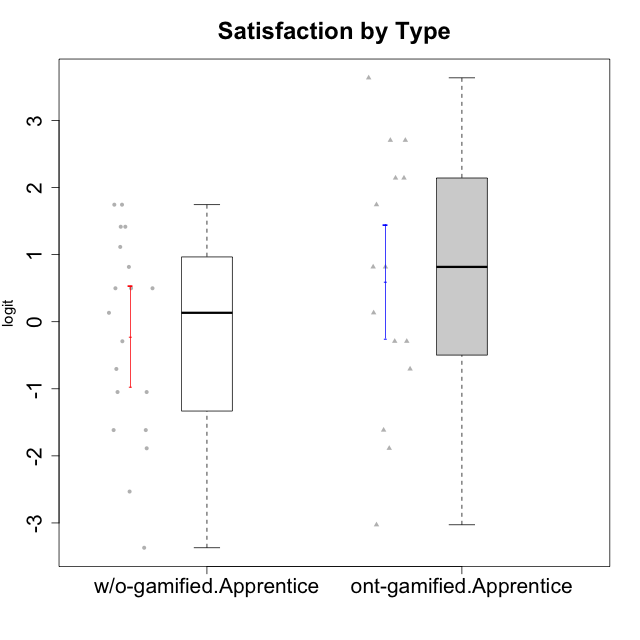 Satisfaction by Type
3
2
1
0
-1
-2
-3
logit
w/o-gamified.Apprentice
ont-gamified.Apprentice